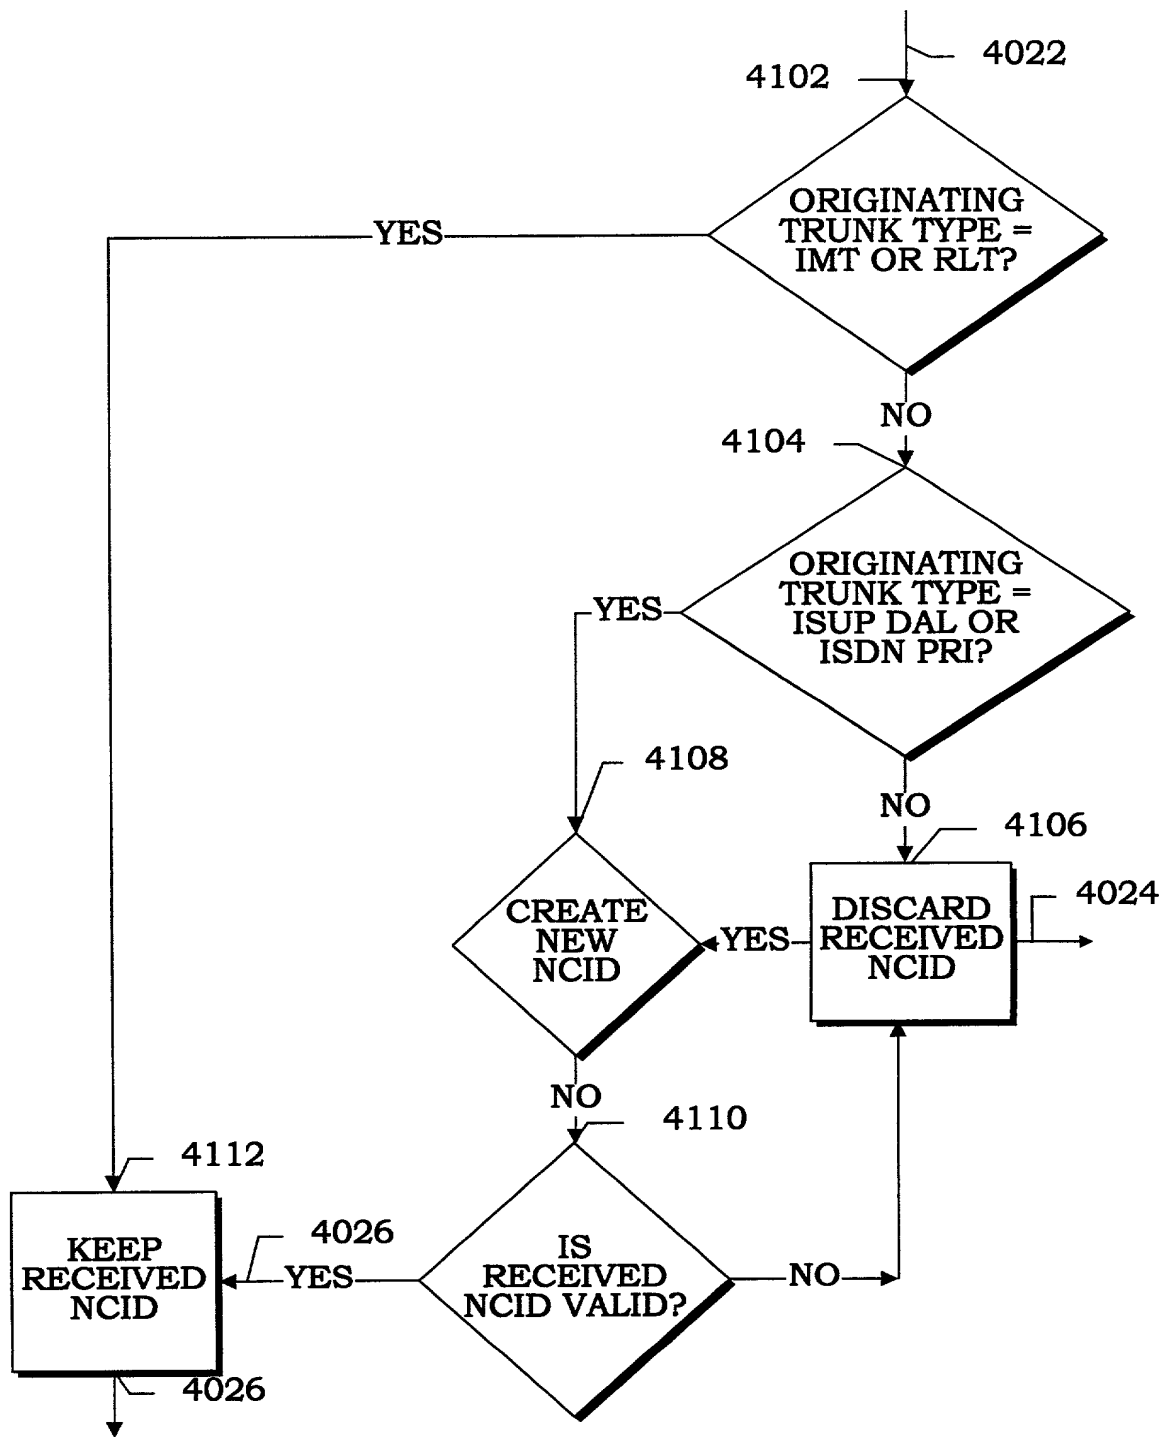 4022
4102
ORIGINATING
TRUNK TYPE =
IMT OR RLT?
YES
NO
4104
ORIGINATING
TRUNK TYPE =
ISUP DAL OR
ISDN PRI?
YES
4108
NO
4106
CREATE
NEW
NCID
YES
DISCARD
RECEIVED
NCID
4024
NO
4110
4112
KEEP
RECEIVED
NCID
4026
YES
IS
RECEIVED
NCID VALID?
NO
4026